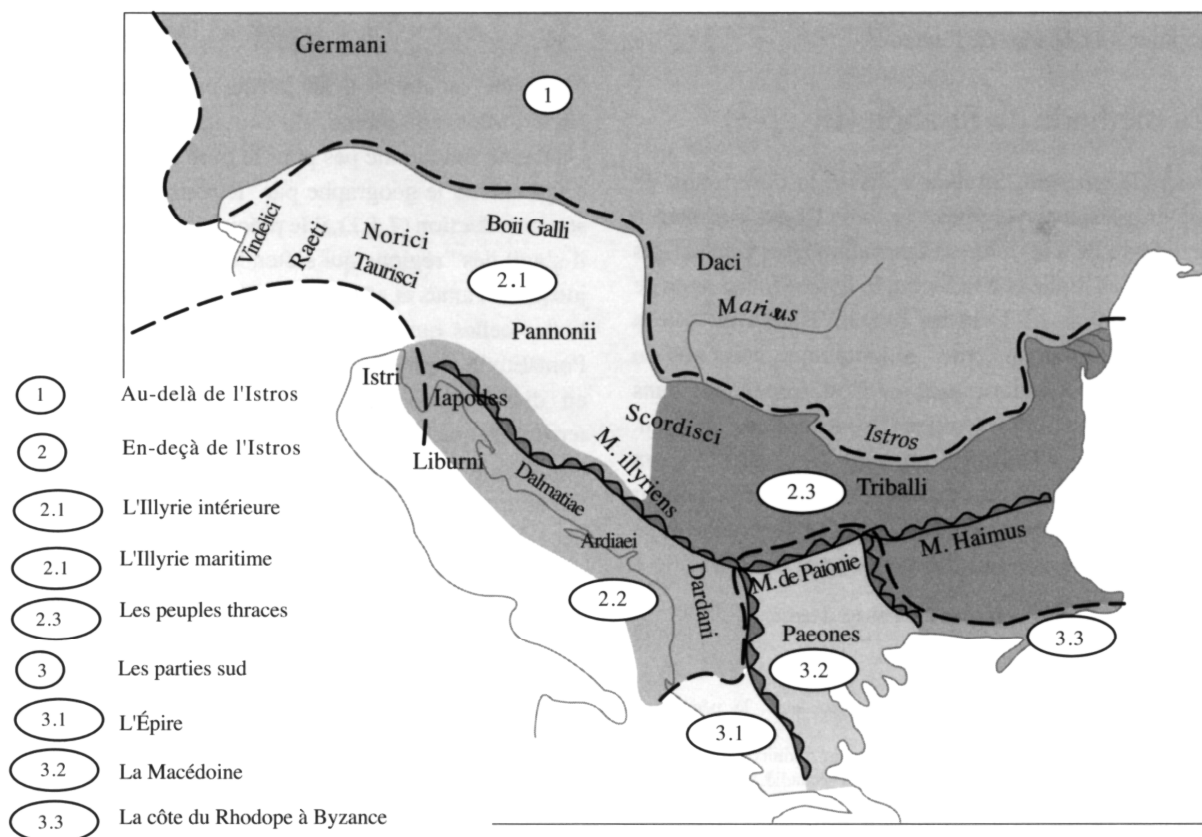 Germani
1
Vindelici
Raeti
Norici
Taurisci
Boii Galli
2.1
Daci
Marisus
Pannonii
Istri
Iapodes
Liburni
M. illyriens
Scordisci
Istros
Dalmatiae
2.3
Triballi
Ardiaei
M. Haimus
M. de Paionie
2.2
Dardani
Paeones
3.3
3.2
3.1
1 Au-delà de l'Istros
2 En-deçà de l'Istros
2.1 L'Illyrie intérieure
2.1 L'Illyrie maritime
2.3 Les peuples thraces
3 Les parties sud
3.1 L'Épire
3.2 La Macédoine
3.3 La côte du Rhodope à Byzance